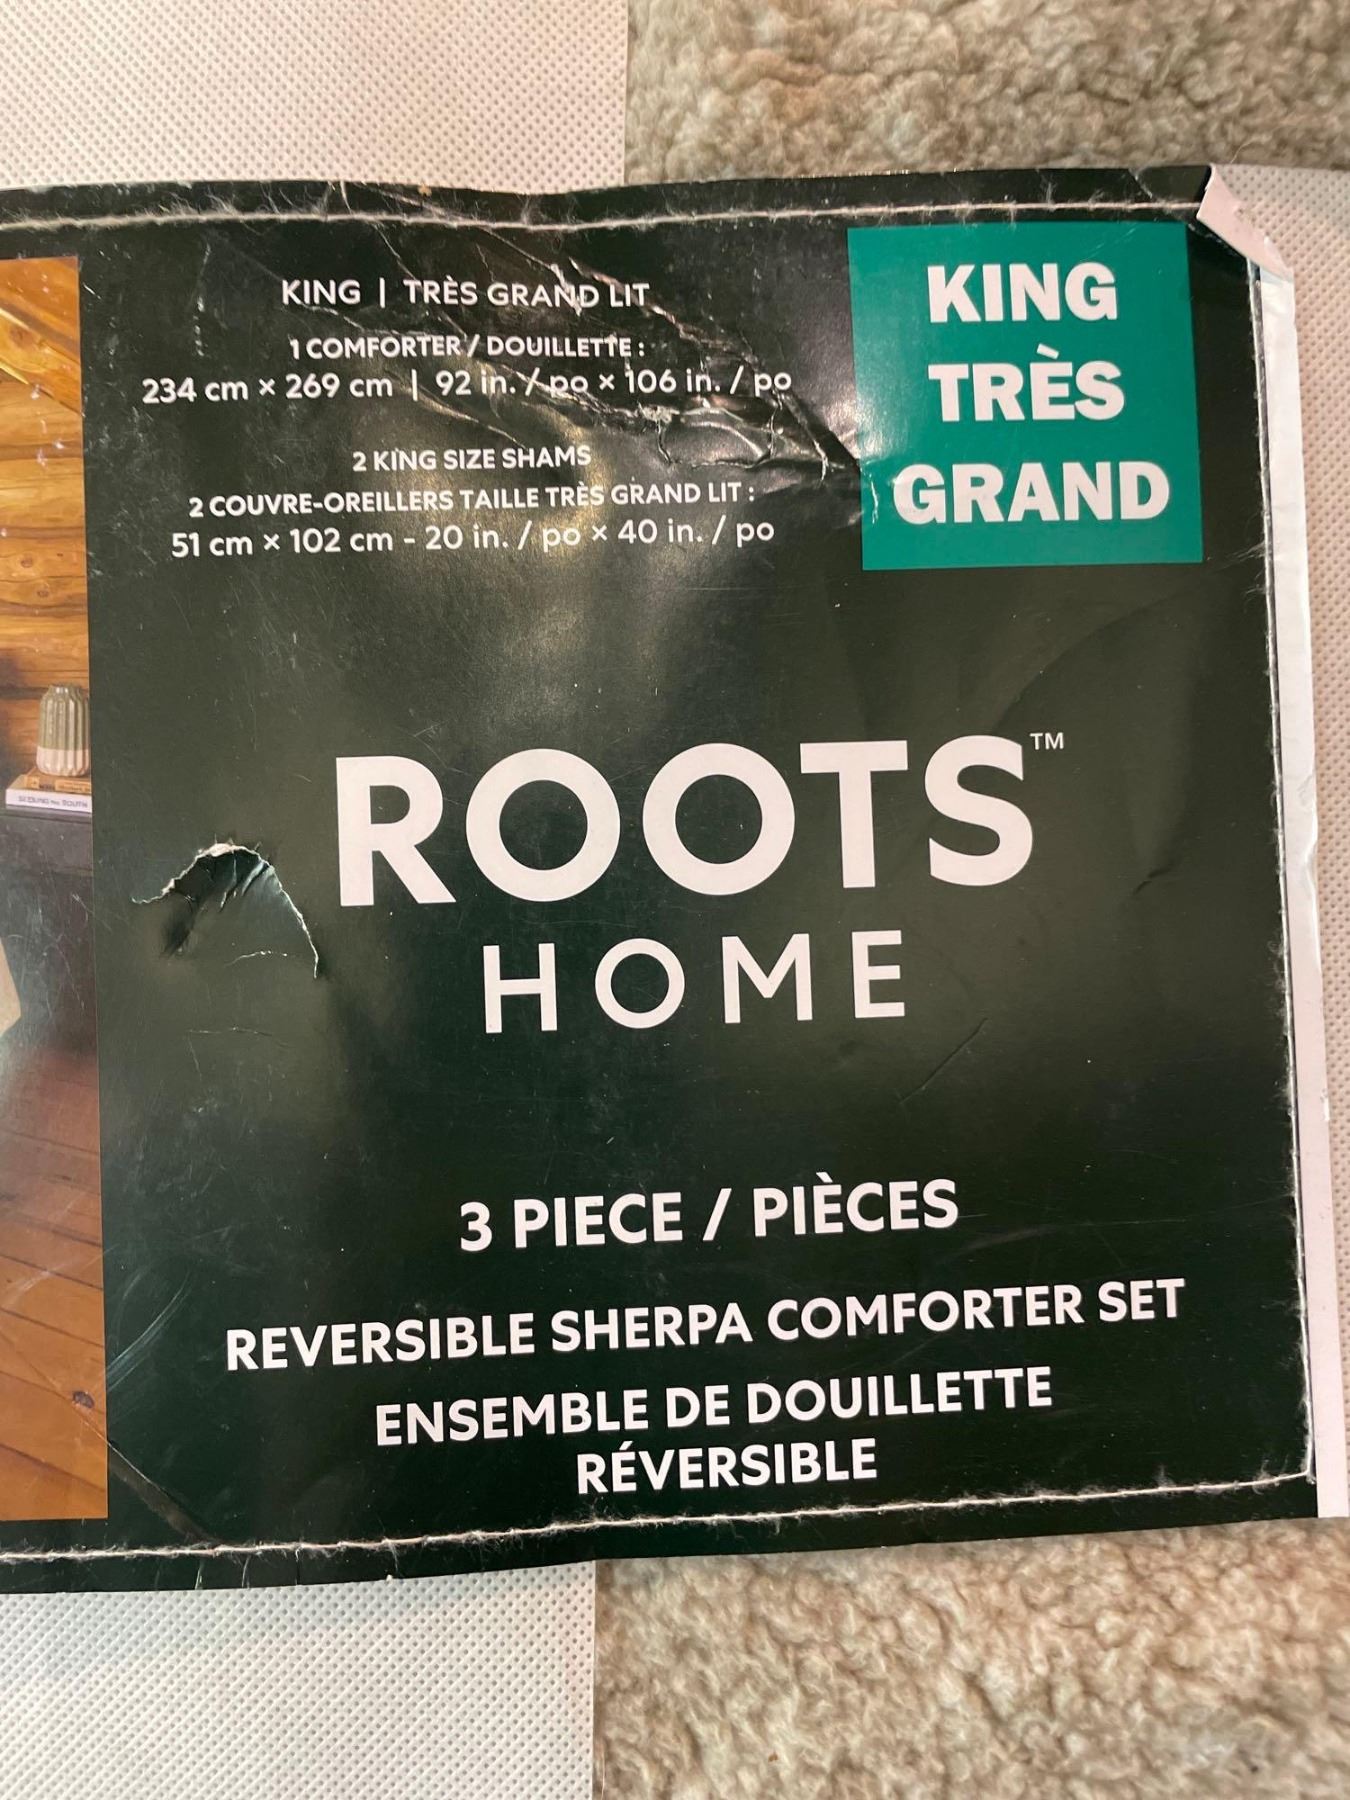 KING | TRÈS GRAND LIT
1 COMFORTER / DOUILLETTE :
234 cm × 269 cm | 92 in. / po × 106 in. / po
2 KING SIZE SHAMS
2 COUVRE-OREILLERS TAILLE TRÈS GRAND LIT :
51 cm × 102 cm - 20 in. / po × 40 in. / po
KING
TRÈS
GRAND
ROOTS™
HOME
3 PIECE / PIÈCES
REVERSIBLE SHERPA COMFORTER SET
ENSEMBLE DE DOUILLETTE
RÉVERSIBLE